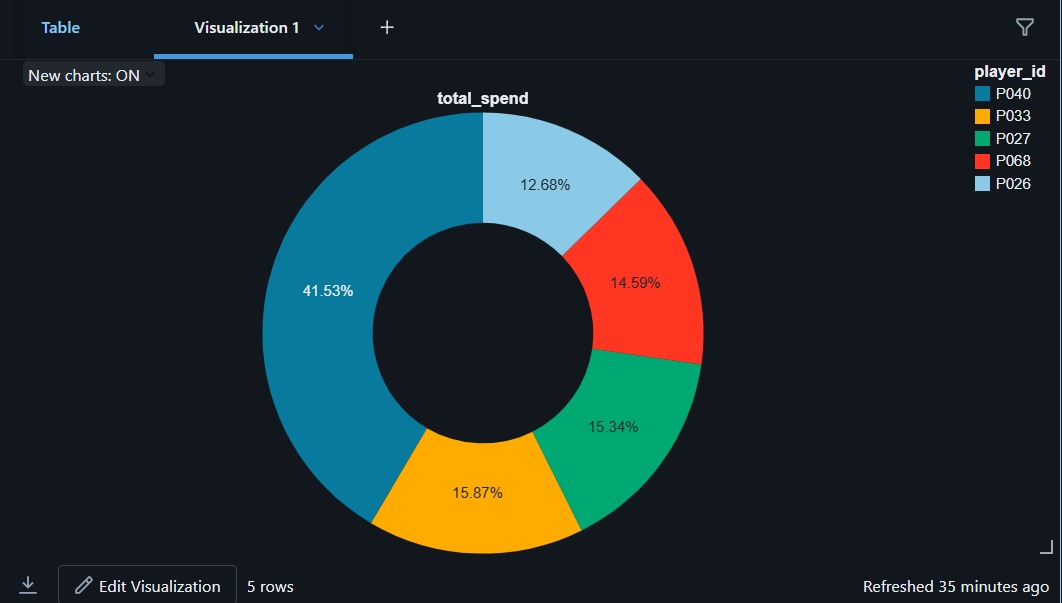 Table
Visualization 1
+
New charts: ON
player_id
P040
P033
P027
P068
P026
total_spend
12.68%
14.59%
41.53%
15.34%
15.87%
Edit Visualization
5 rows
Refreshed 35 minutes ago